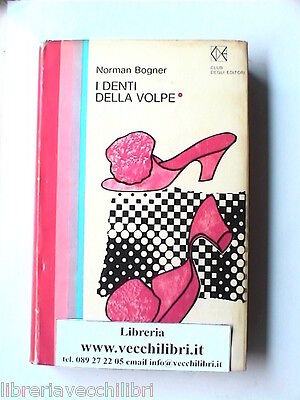 Norman Bogner
I DENTI
DELLA VOLPE
CDE
CLUB
DEGLI EDITORI
Libreria
www.vecchilibri.it
tel. 089 27 22 05 email info@vecchilibri.it
libreriavecchilibri